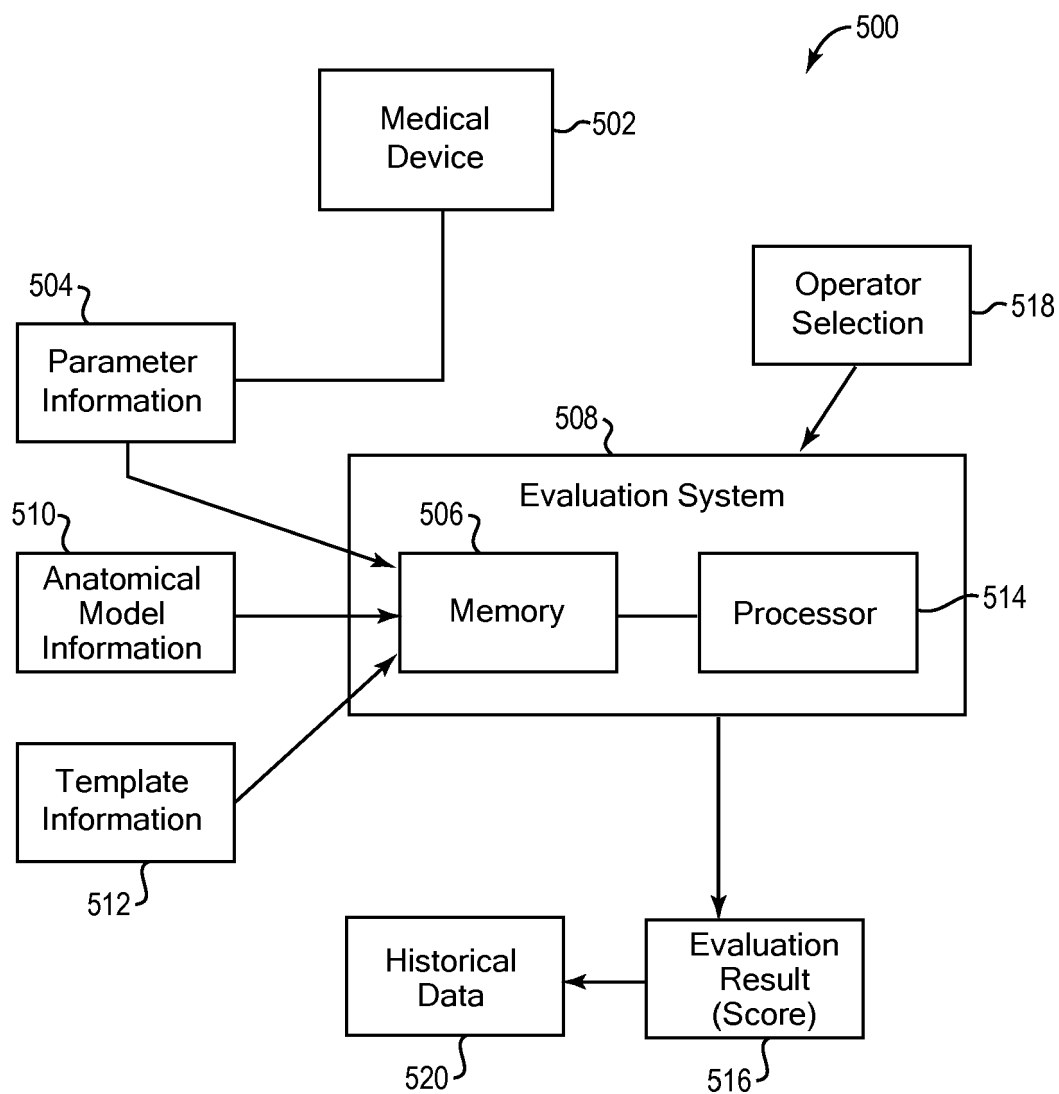 500
Medical
Device
502
504
Parameter
Information
Operator
Selection
518
508
Evaluation System
510
Anatomical
Model
Information
506
Memory
Processor
514
Template
Information
512
Historical
Data
520
Evaluation
Result
(Score)
516